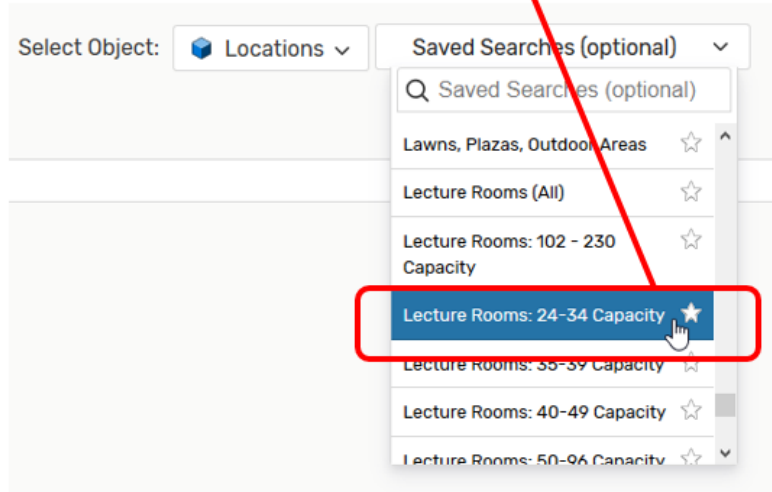 Select Object: Locations Saved Searches (optional)
Saved Searches (optional)
Lawns, Plazas, Outdoor Areas
Lecture Rooms (All)
Lecture Rooms: 102 - 230
Capacity
Lecture Rooms: 24-34 Capacity
Lecture Rooms: 35-39 Capacity
Lecture Rooms: 40-49 Capacity
Lecture Rooms: 50-96 Capacity